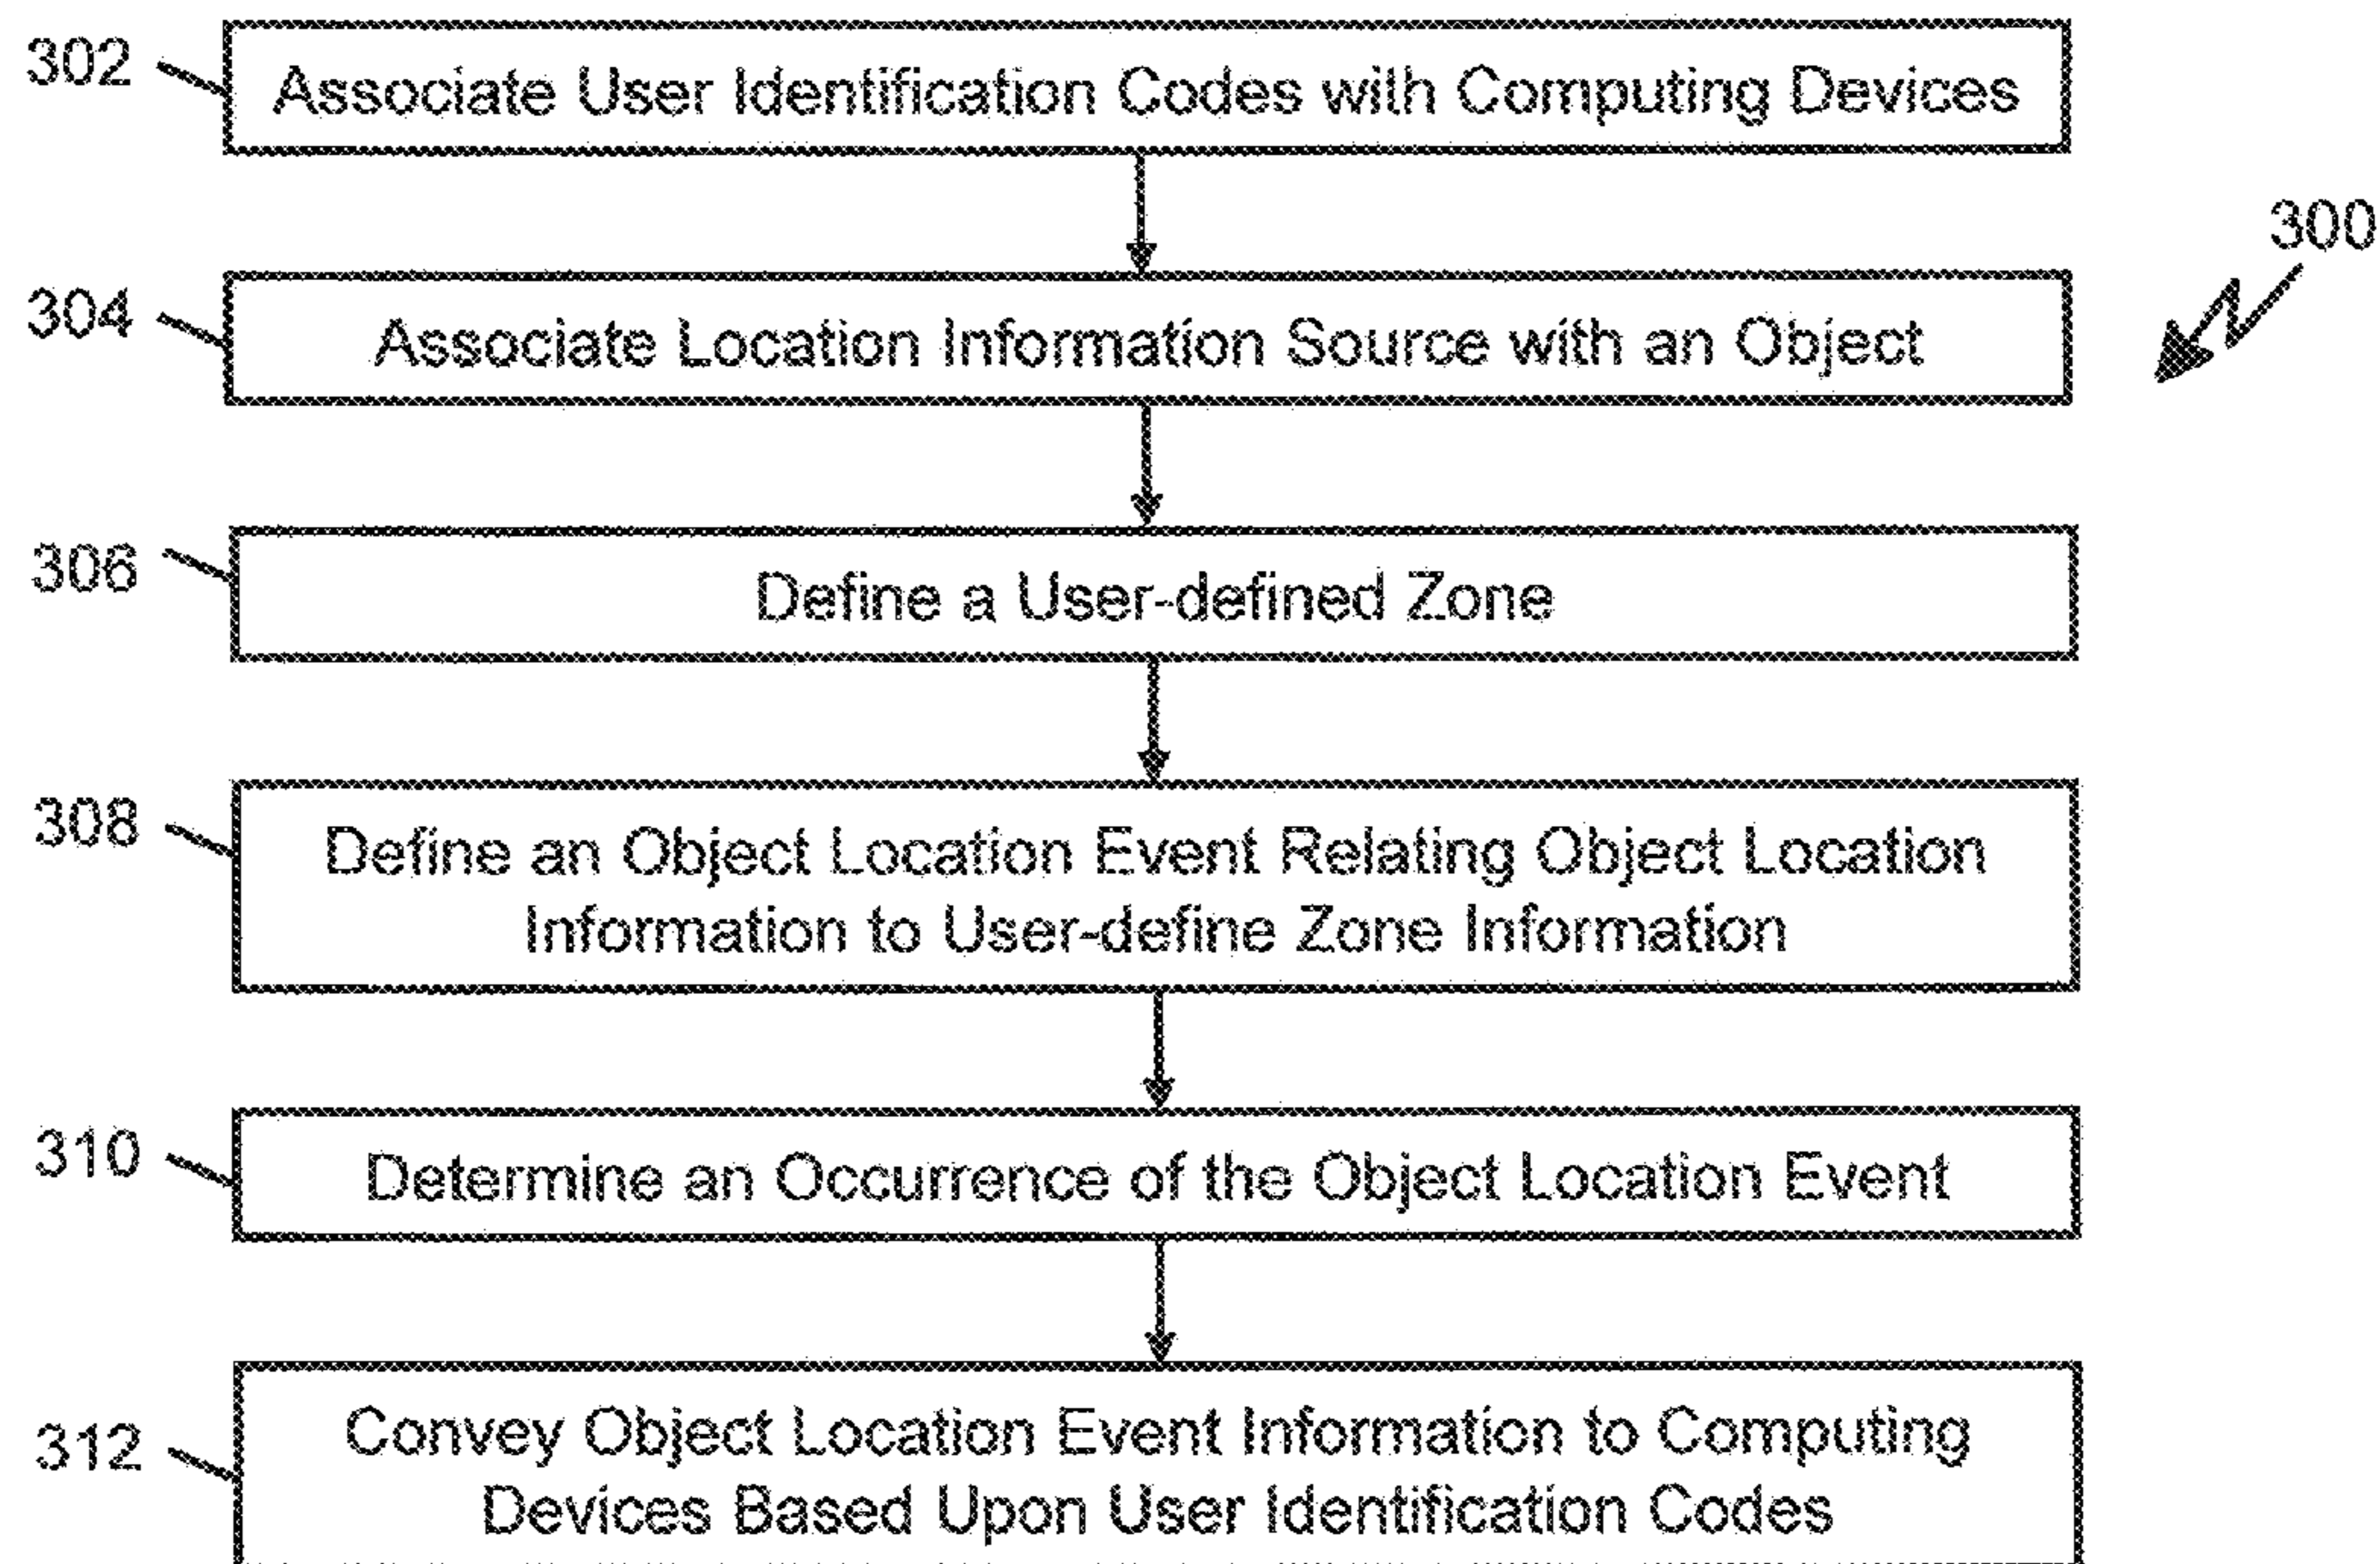 302
Associate User Identification Codes with Computing Devices
300
304
Associate Location Information Source with an Object
306
Define a User-defined Zone
308
Define an Object Location Event Relating Object Location
Information to User-define Zone Information
310
Determine an Occurrence of the Object Location Event
312
Convey Object Location Event Information to Computing
Devices Based Upon User Identification Codes